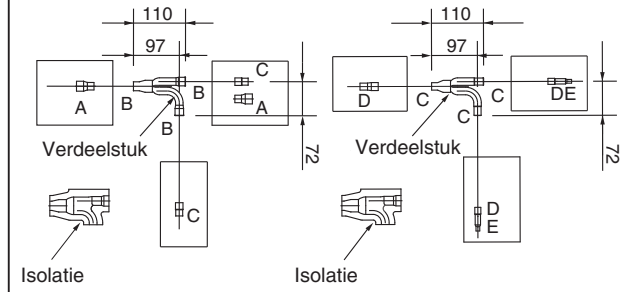 110
97
A
B
B
C
A
B
72
Verdeelstuk
C
Isolatie
110
97
D
C
C
DE
C
72
Verdeelstuk
D
E
Isolatie